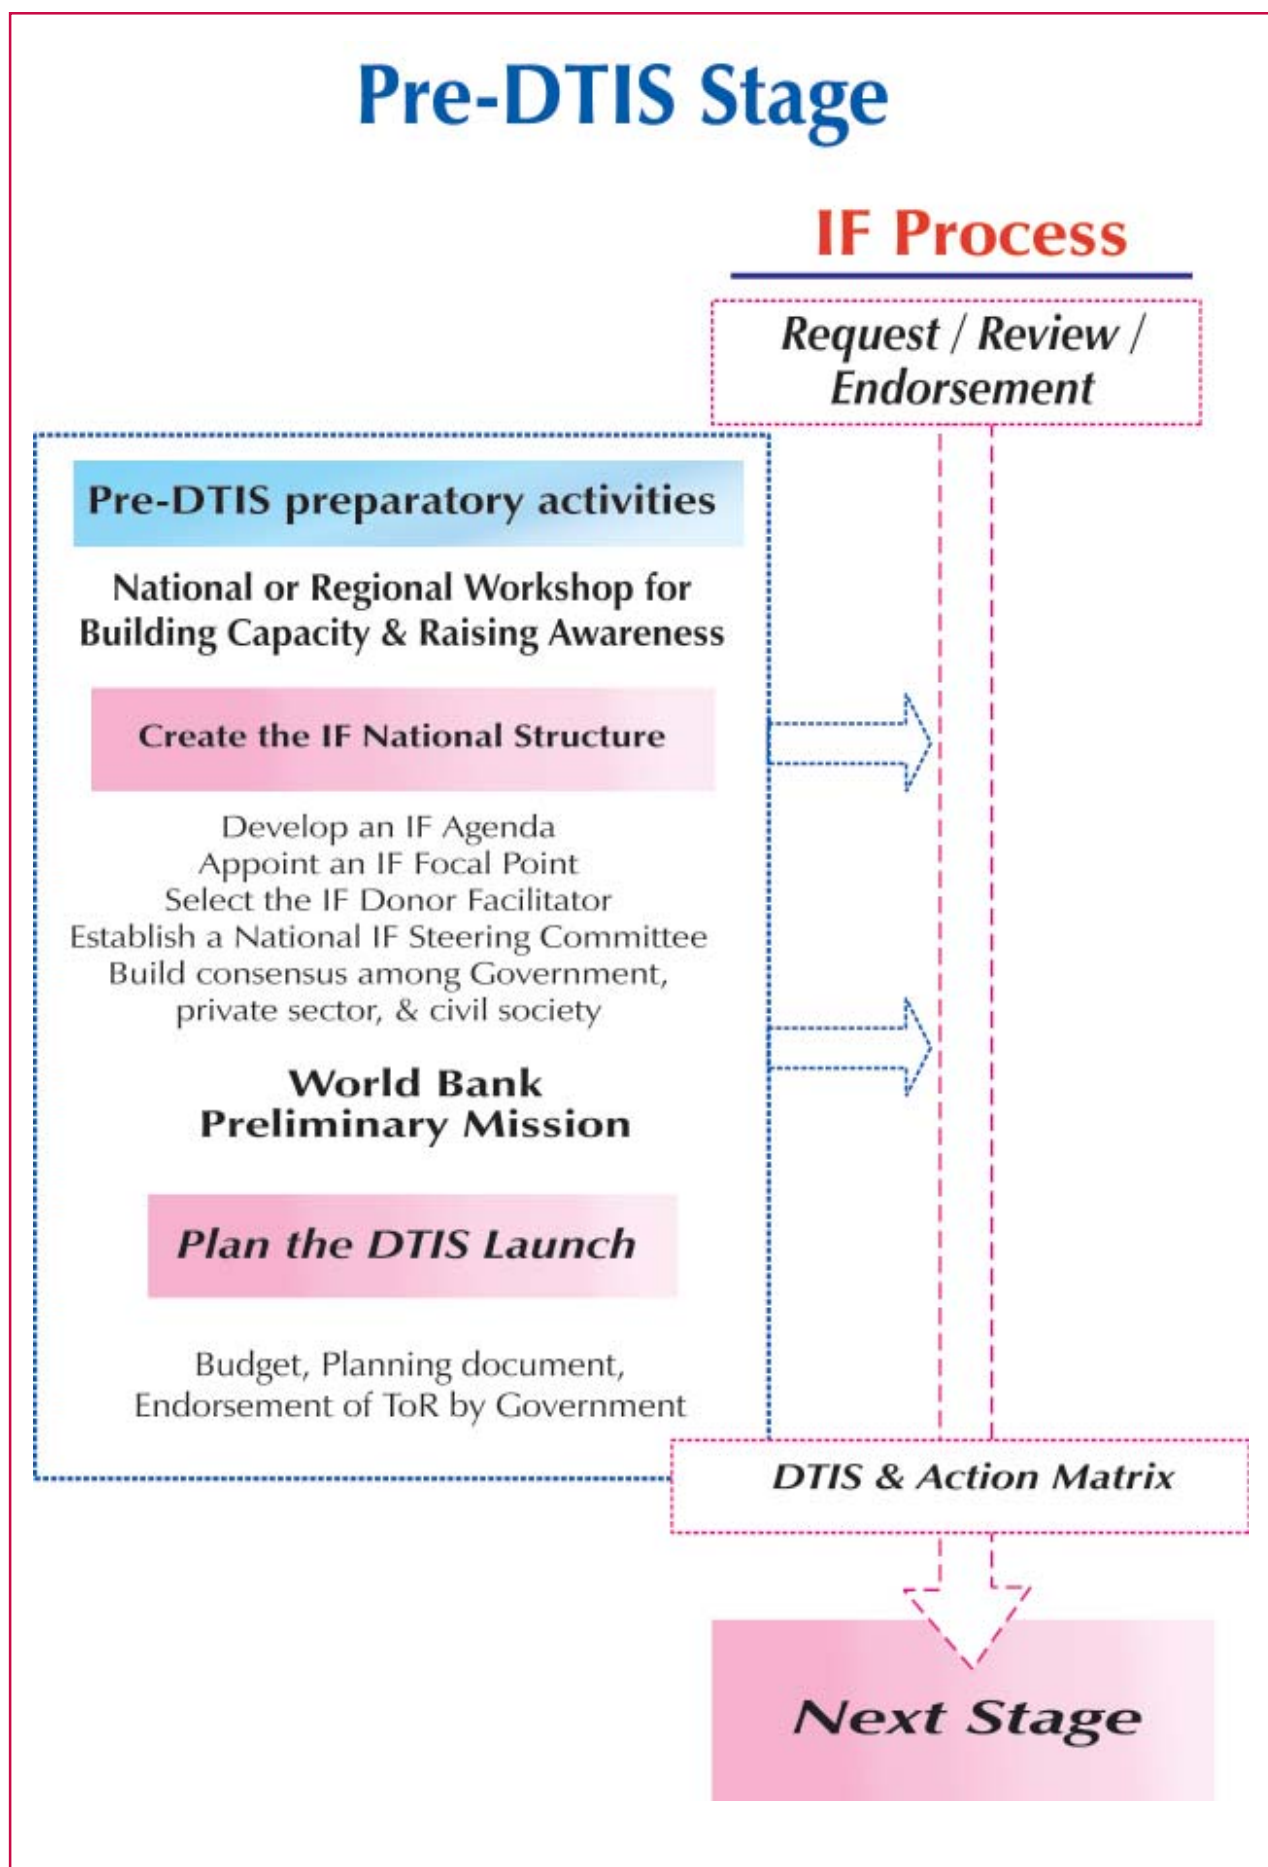 Pre-DTIS Stage
IF Process
Request / Review /
Endorsement
Pre-DTIS preparatory activities
National or Regional Workshop for
Building Capacity & Raising Awareness
Create the IF National Structure
Develop an IF Agenda
Appoint an IF Focal Point
Select the IF Donor Facilitator
Establish a National IF Steering Committee
Build consensus among Government,
private sector, & civil society
World Bank
Preliminary Mission
Plan the DTIS Launch
Budget, Planning document,
Endorsement of ToR by Government
DTIS & Action Matrix
Next Stage